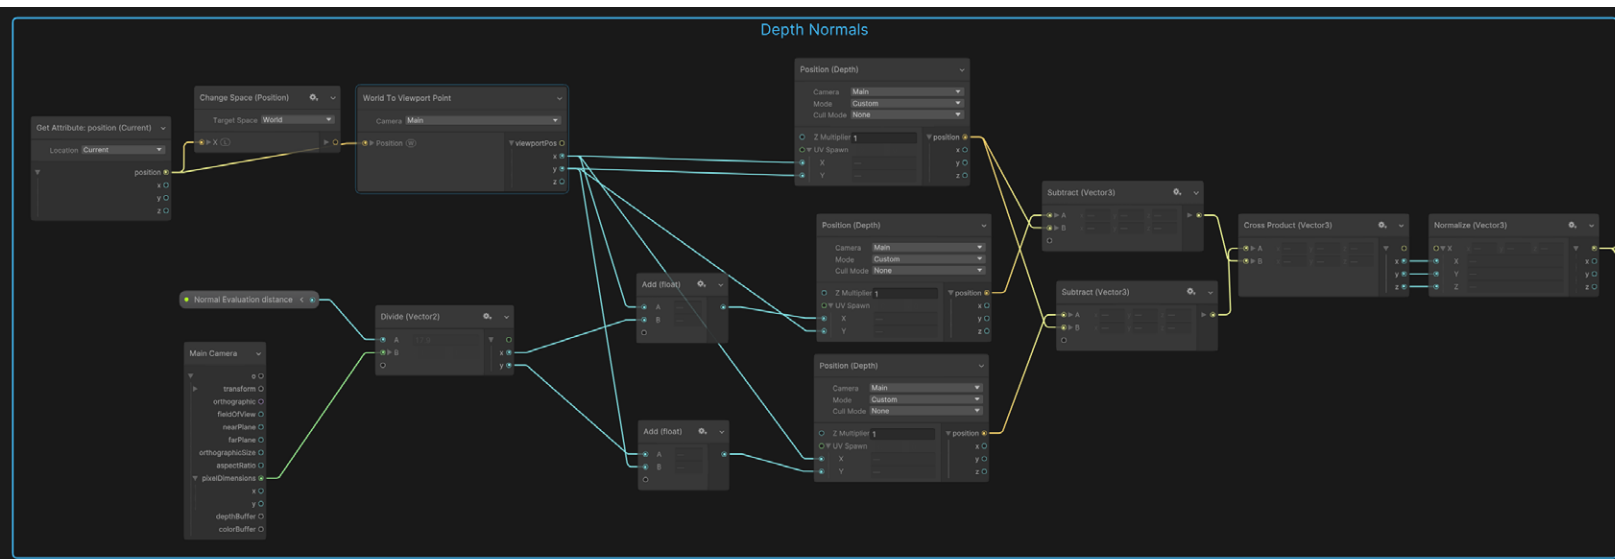 Depth Normals
Get Attribute: position (Current)
Location Current
position
x
y
z
Change Space (Position)
Target Space World
X L
World To Viewport Point
Camera Main
Position W
viewportPos
x
y
z
Normal Evaluation distance
Main Camera
o
transform
orthographic
fieldOfView
nearPlane
farPlane
orthographicSize
aspectRatio
pixelDimensions
x
y
depthBuffer
colorBuffer
Divide (Vector2)
A
B
x
y
Add (float)
A
B
Add (float)
A
B
Position (Depth)
Camera Main
Mode Custom
Cull Mode None
Z Multiplier 1 position
UV Spawn x
X y
Y z
Position (Depth)
Camera Main
Mode Custom
Cull Mode None
Z Multiplier 1 position
UV Spawn x
X y
Y z
Position (Depth)
Camera Main
Mode Custom
Cull Mode None
Z Multiplier 1 position
UV Spawn x
X y
Y z
Subtract (Vector3)
A
B
Subtract (Vector3)
A
B
Cross Product (Vector3)
A
B x
y
z
Normalize (Vector3)
X
X x
Y y
Z z